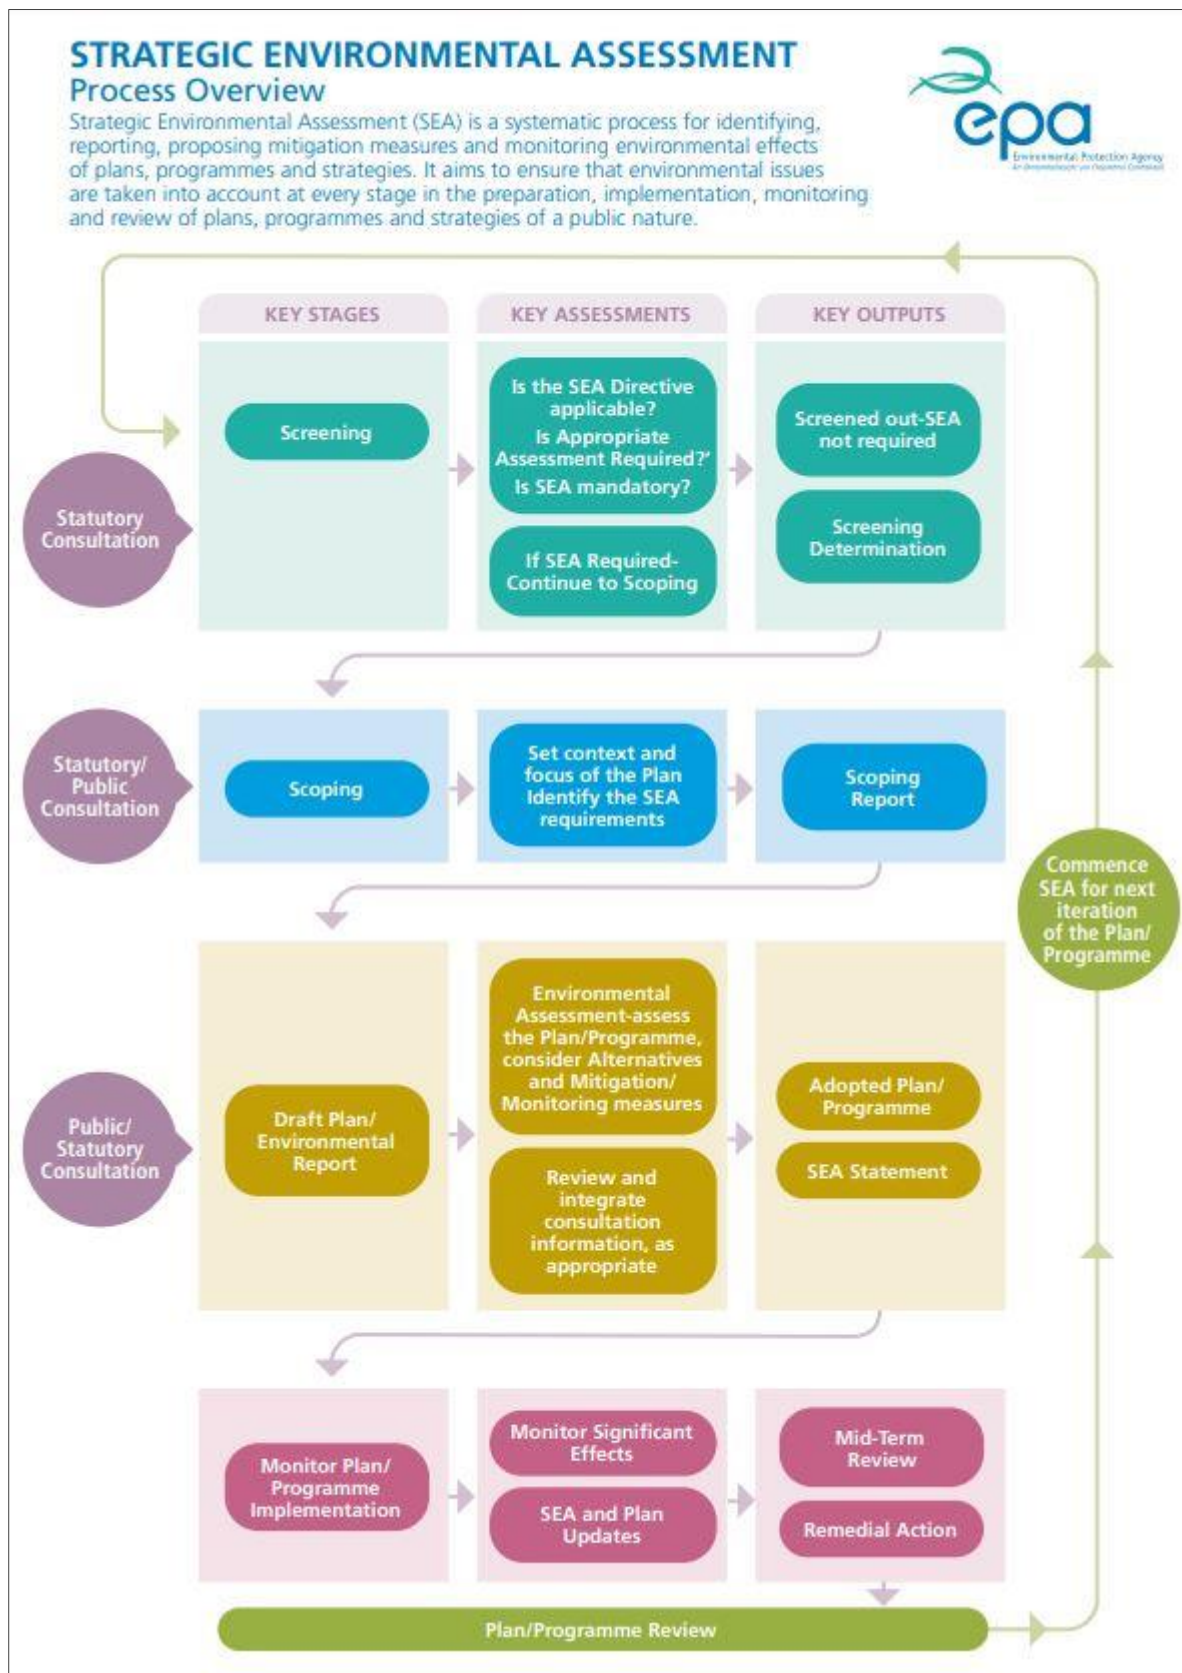 STRATEGIC ENVIRONMENTAL ASSESSMENT
Process Overview
Strategic Environmental Assessment (SEA) is a systematic process for identifying,
reporting, proposing mitigation measures and monitoring environmental effects
of plans, programmes and strategies. It aims to ensure that environmental issues
are taken into account at every stage in the preparation, implementation, monitoring
and review of plans, programmes and strategies of a public nature.
epa
Environmental Protection Agency
KEY STAGES
KEY ASSESSMENTS
KEY OUTPUTS
Statutory
Consultation
Screening
Is the SEA Directive
applicable?
Is Appropriate
Assessment Required?'
Is SEA mandatory?
If SEA Required-
Continue to Scoping
Screened out-SEA
not required
Screening
Determination
Statutory/
Public
Consultation
Scoping
Set context and
focus of the Plan
Identify the SEA
requirements
Scoping
Report
Commence
SEA for next
iteration
of the Plan/
Programme
Public/
Statutory
Consultation
Draft Plan/
Environmental
Report
Environmental
Assessment-assess
the Plan/Programme,
consider Alternatives
and Mitigation/
Monitoring measures
Review and
integrate
consultation
information, as
appropriate
Adopted Plan/
Programme
SEA Statement
Monitor Plan/
Programme
Implementation
Monitor Significant
Effects
SEA and Plan
Updates
Mid-Term
Review
Remedial Action
Plan/Programme Review